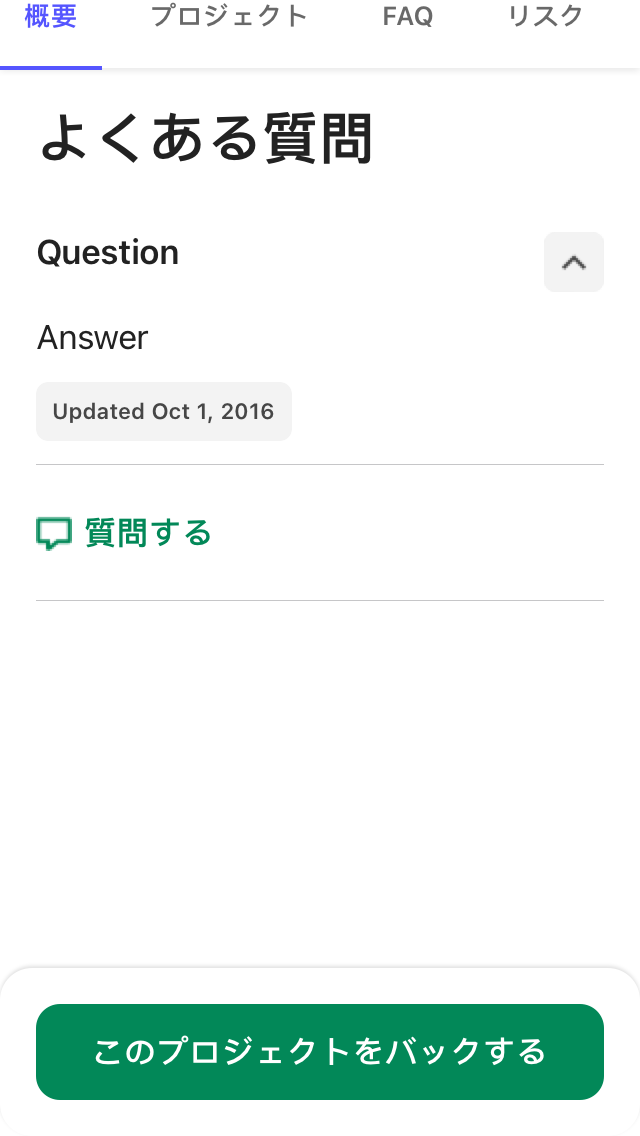 概要 プロジェクト FAQ リスク
よくある質問
Question
Answer
Updated Oct 1, 2016
質問する
このプロジェクトをバックする